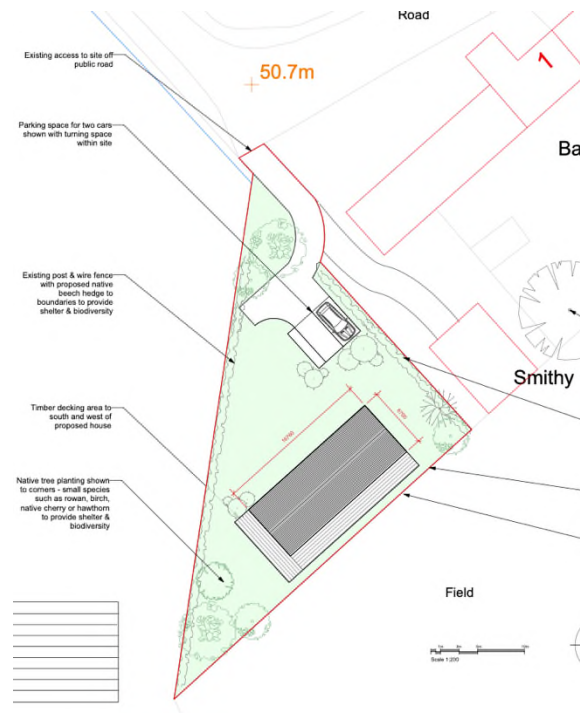 Road
Existing access to site off
public road
50.7m
1
Parking space for two cars
shown with turning space
within site
Ba
Existing post & wire fence
with proposed native
beech hedge to
boundaries to provide
shelter & biodiversity
Smithy
Timber decking area to
south and west of
proposed house
Native tree planting shown
to corners - small species
such as rowan, birch,
native cherry or hawthorn
to provide shelter &
biodiversity
Field
Scale 1:200